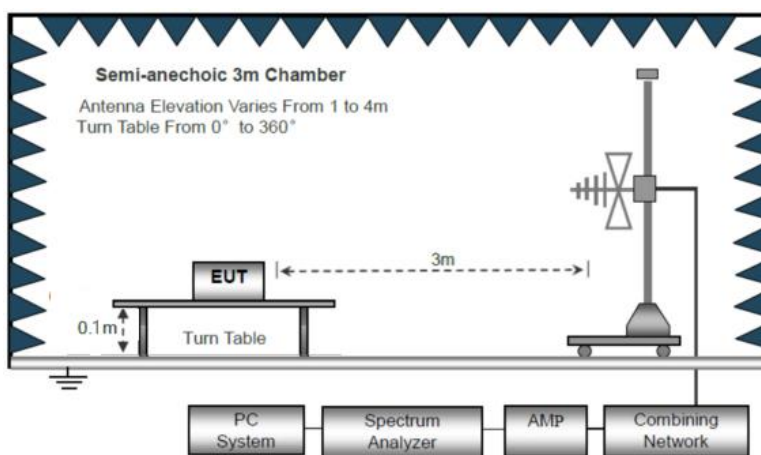 Semi-anechoic 3m Chamber
Antenna Elevation Varies From 1 to 4m
Turn Table From 0° to 360°
3m
EUT
0.1m
Turn Table
PC
System
Spectrum
Analyzer
AMP
Combining
Network